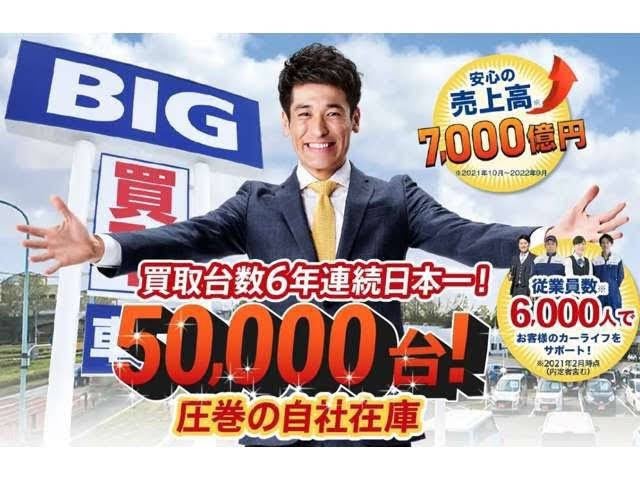 BIG
買
車
安心の
売上高※
7,000億円
※2021年10月〜2022年9月
買取台数6年連続日本一!
50,000台!
圧巻の自社在庫
従業員数※
6,000人で
お客様のカーライフを
サポート!
※2021年2月時点
(内定者含む)